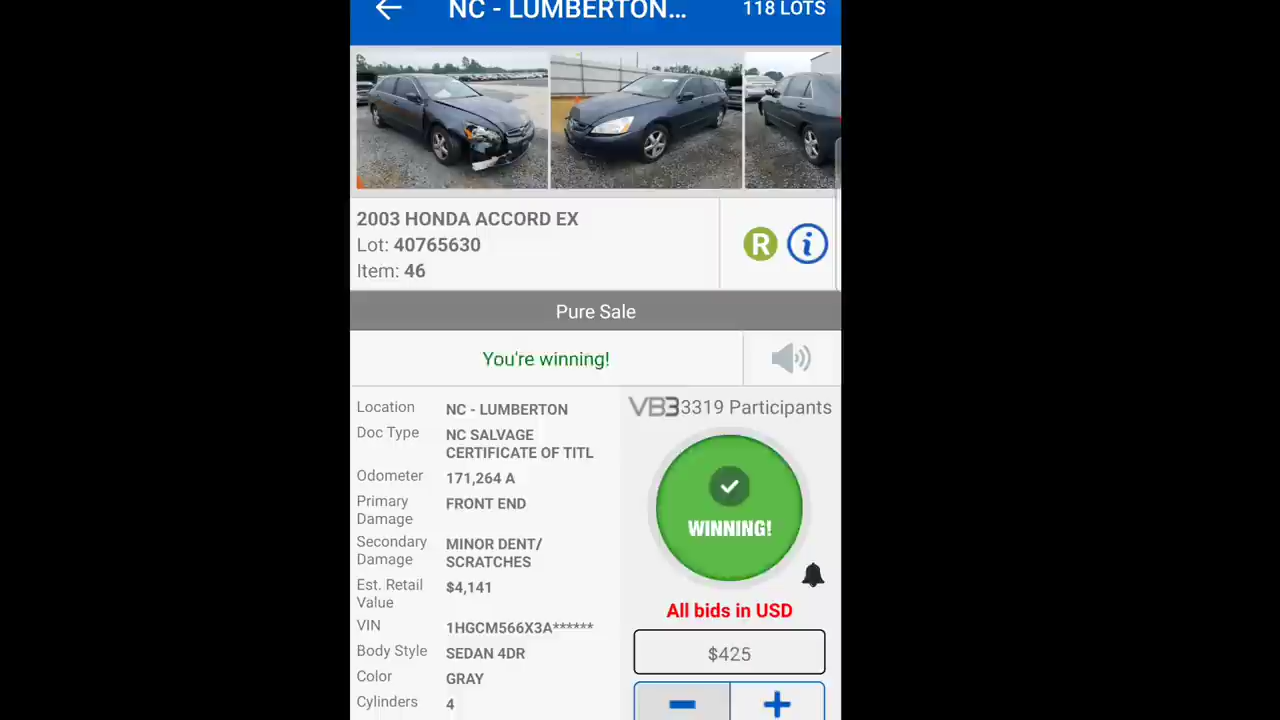 NC - LUMBERTON...
118 LOTS
2003 HONDA ACCORD EX
Lot: 40765630
Item: 46
R
i
Pure Sale
You're winning!
Location NC - LUMBERTON
Doc Type NC SALVAGE
CERTIFICATE OF TITL
Odometer 171,264 A
Primary
Damage
FRONT END
Secondary
Damage
MINOR DENT/
SCRATCHES
Est. Retail
Value
$4,141
VIN 1HGCM566X3A******
Body Style SEDAN 4DR
Color GRAY
Cylinders 4
VB3 3319 Participants
WINNING!
All bids in USD
$425
- +